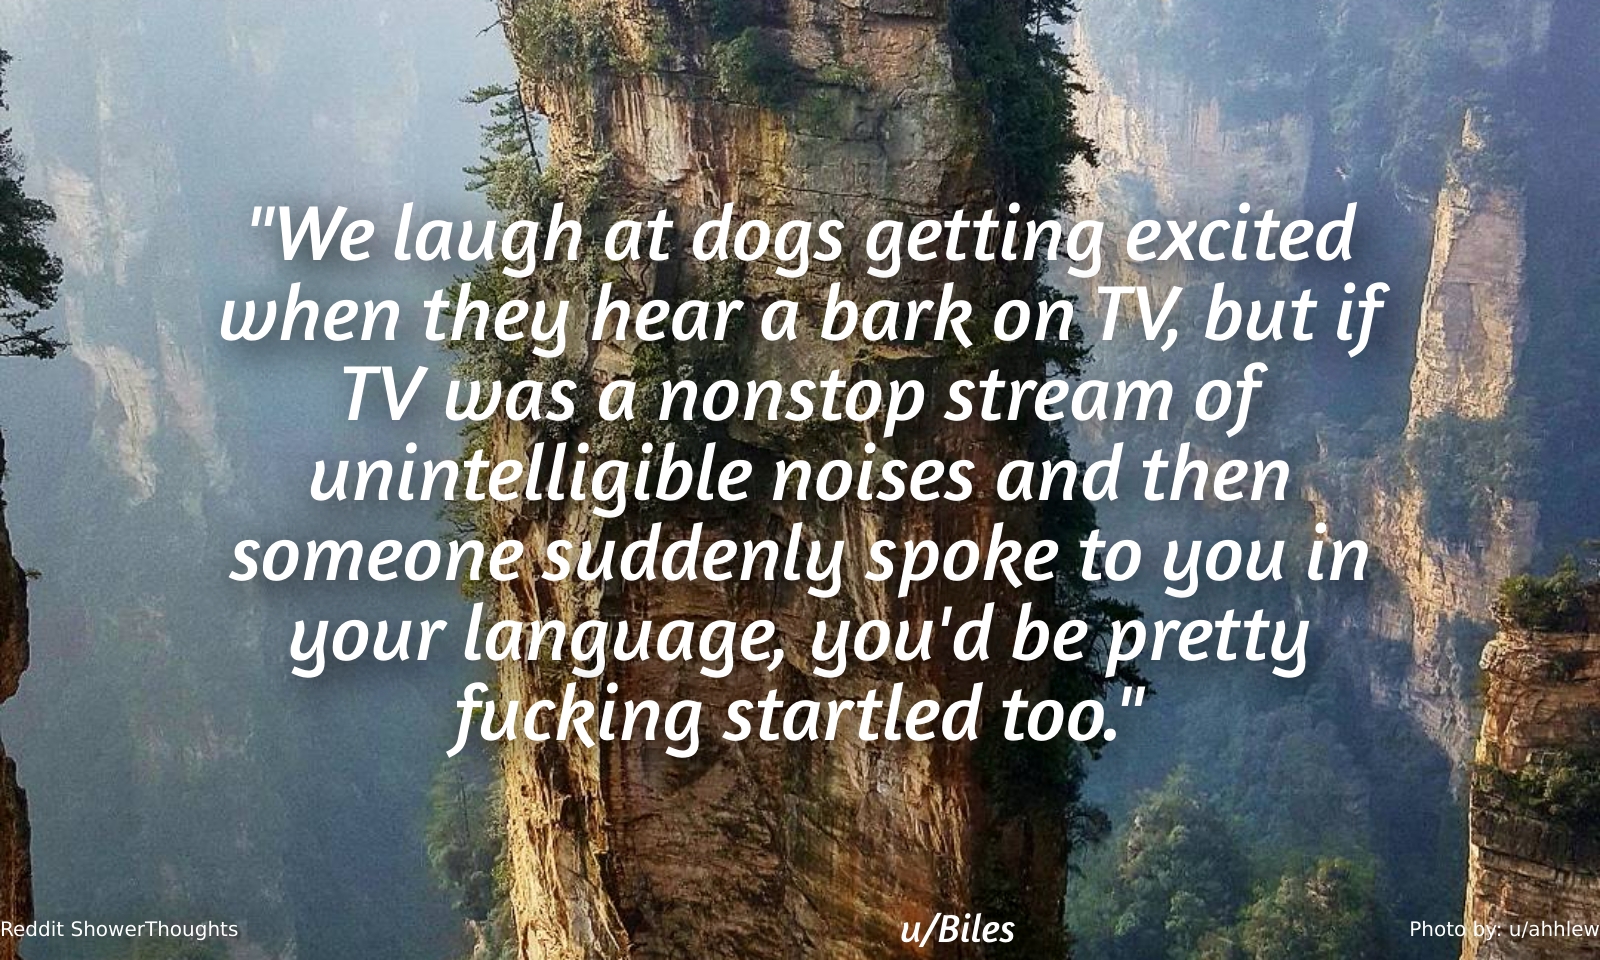 "We laugh at dogs getting excited
when they hear a bark on TV, but if
TV was a nonstop stream of
unintelligible noises and then
someone suddenly spoke to you in
your language, you'd be pretty
fucking startled too."
Reddit ShowerThoughts
u/Biles
Photo by: u/ahhlew